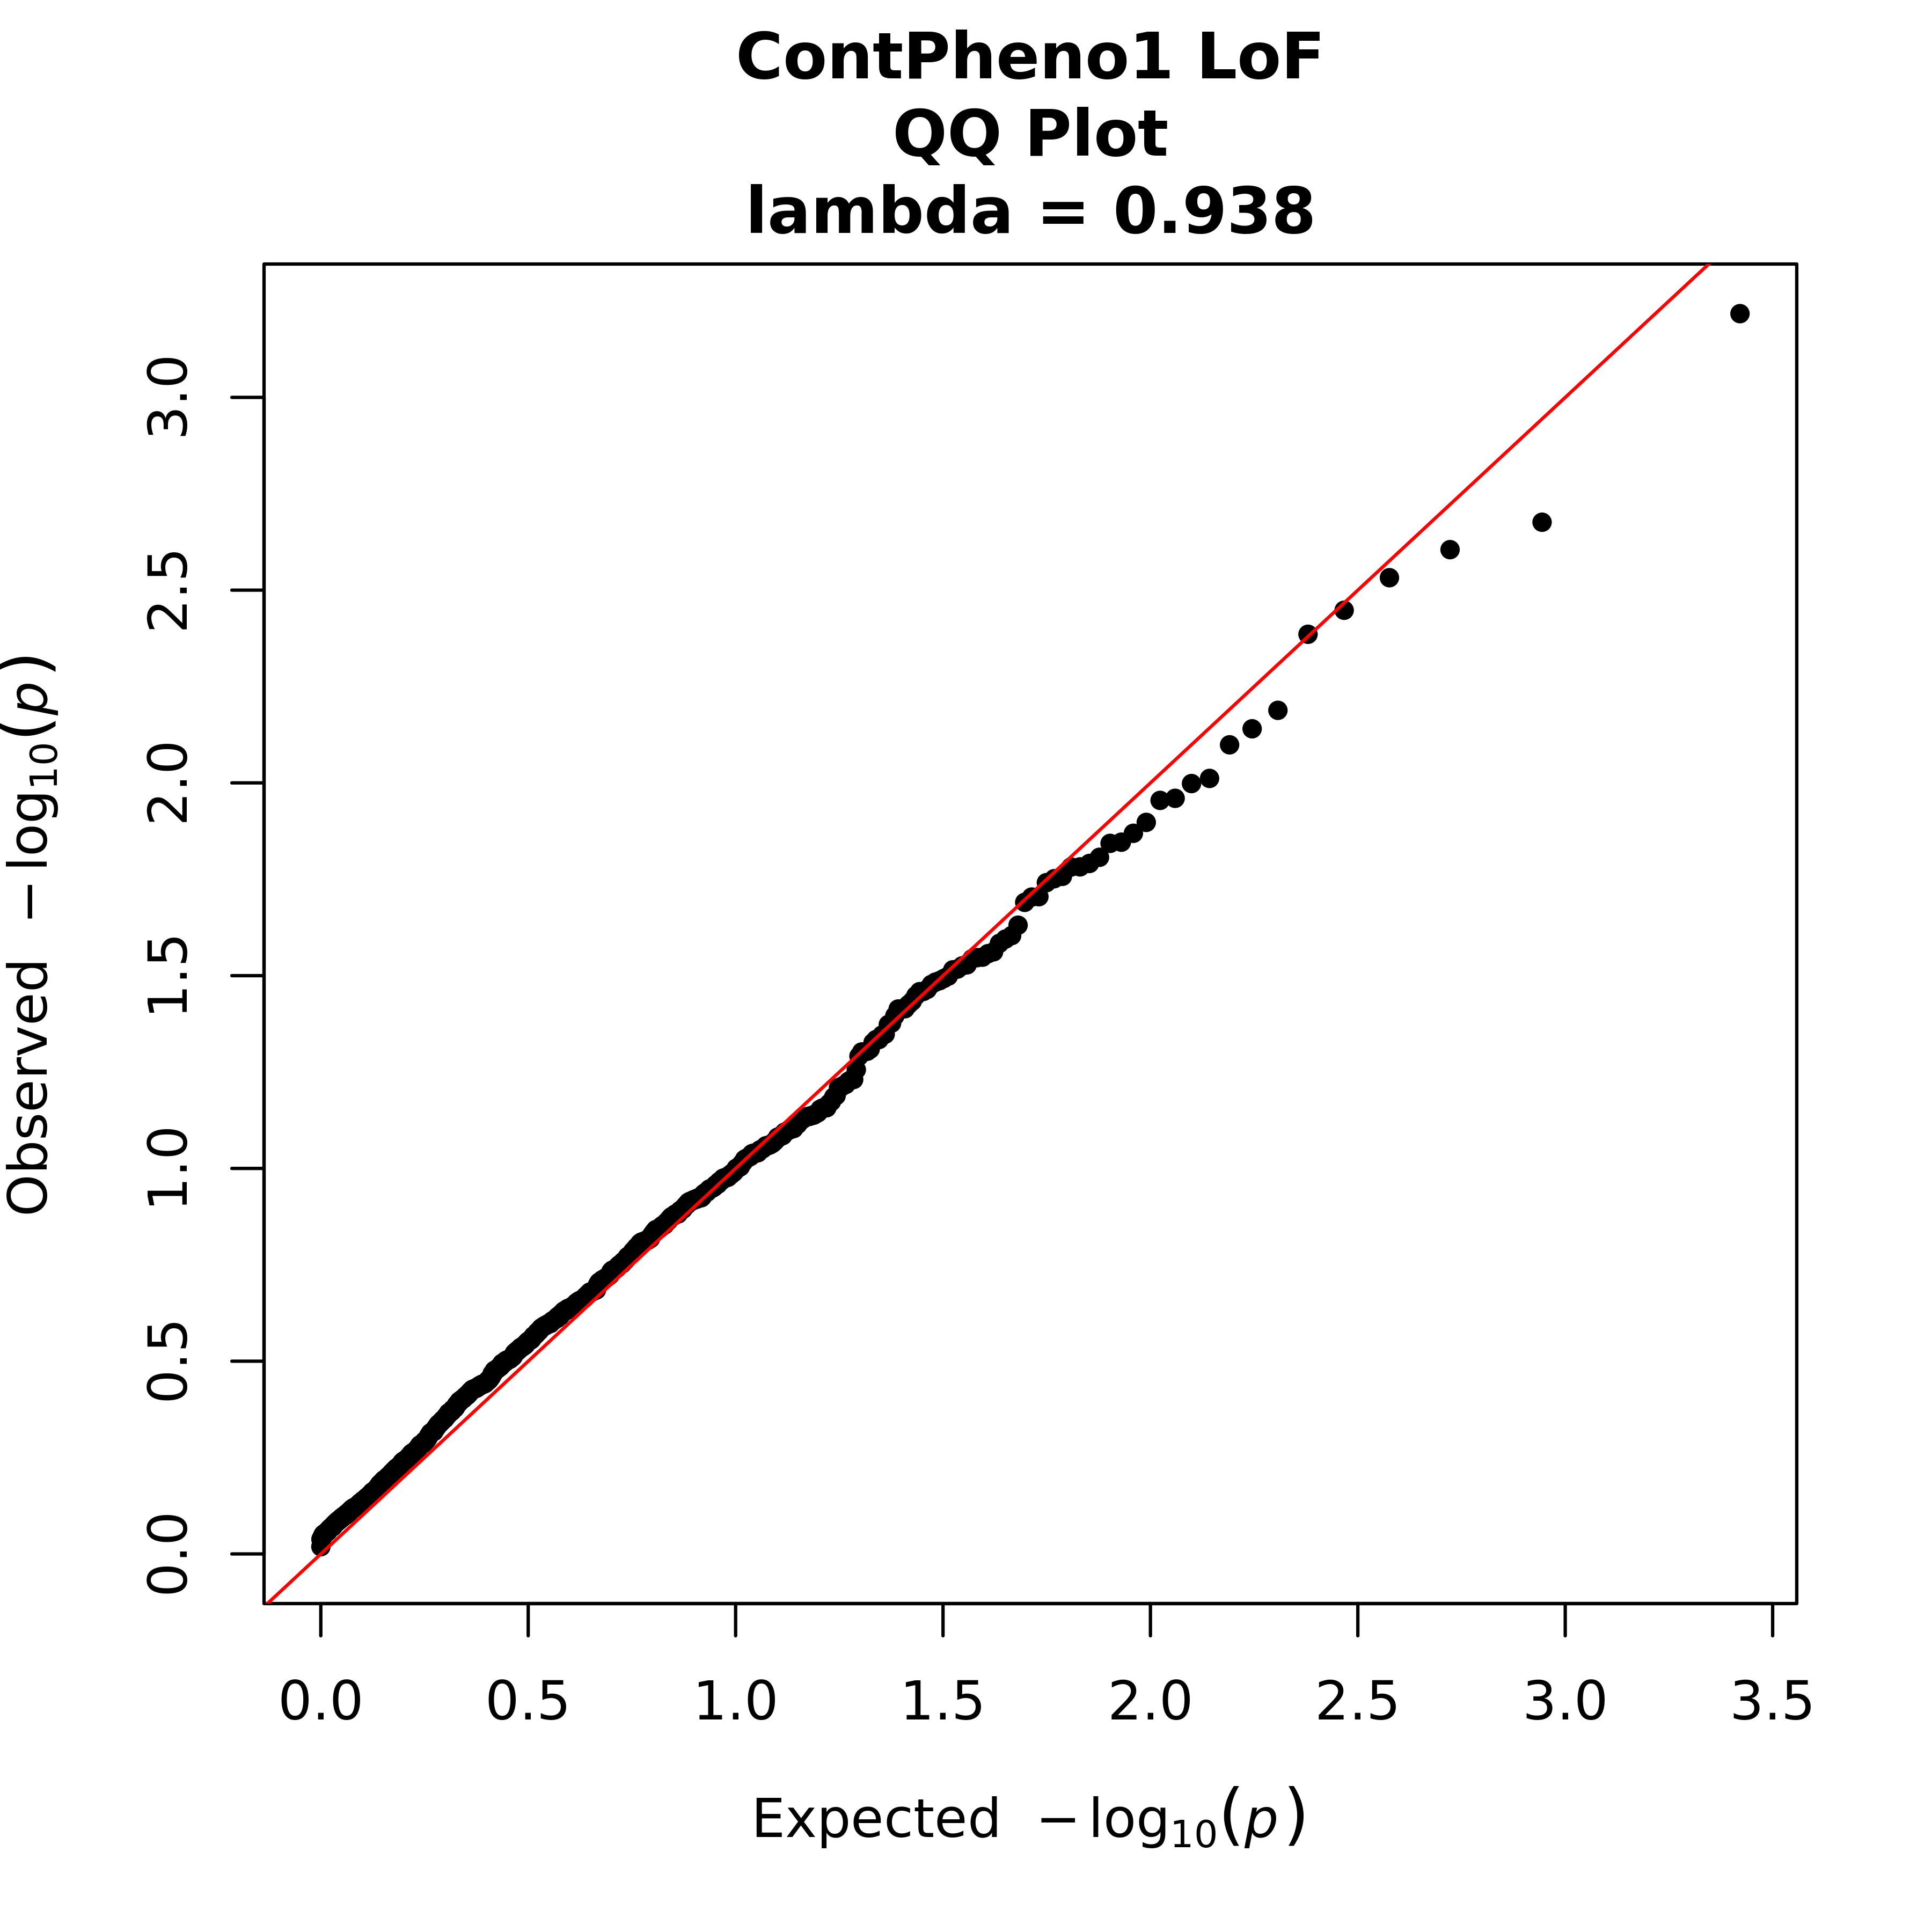 ContPheno1 LoF
QQ Plot
lambda = 0.938
3.0
2.5
2.0
1.5
1.0
0.5
0.0
Observed −log10(p)
0.0 0.5 1.0 1.5 2.0 2.5 3.0 3.5
Expected −log10(p)